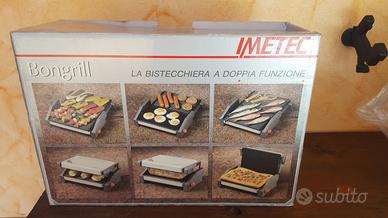 IMETEC
Bongrill
LA BISTECCHIERA A DOPPIA FUNZIONE
subito